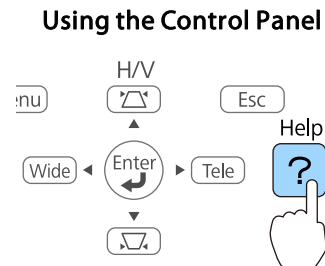 Using the Control Panel
H/V
enu
Esc
Help
Wide
Enter
Tele
?